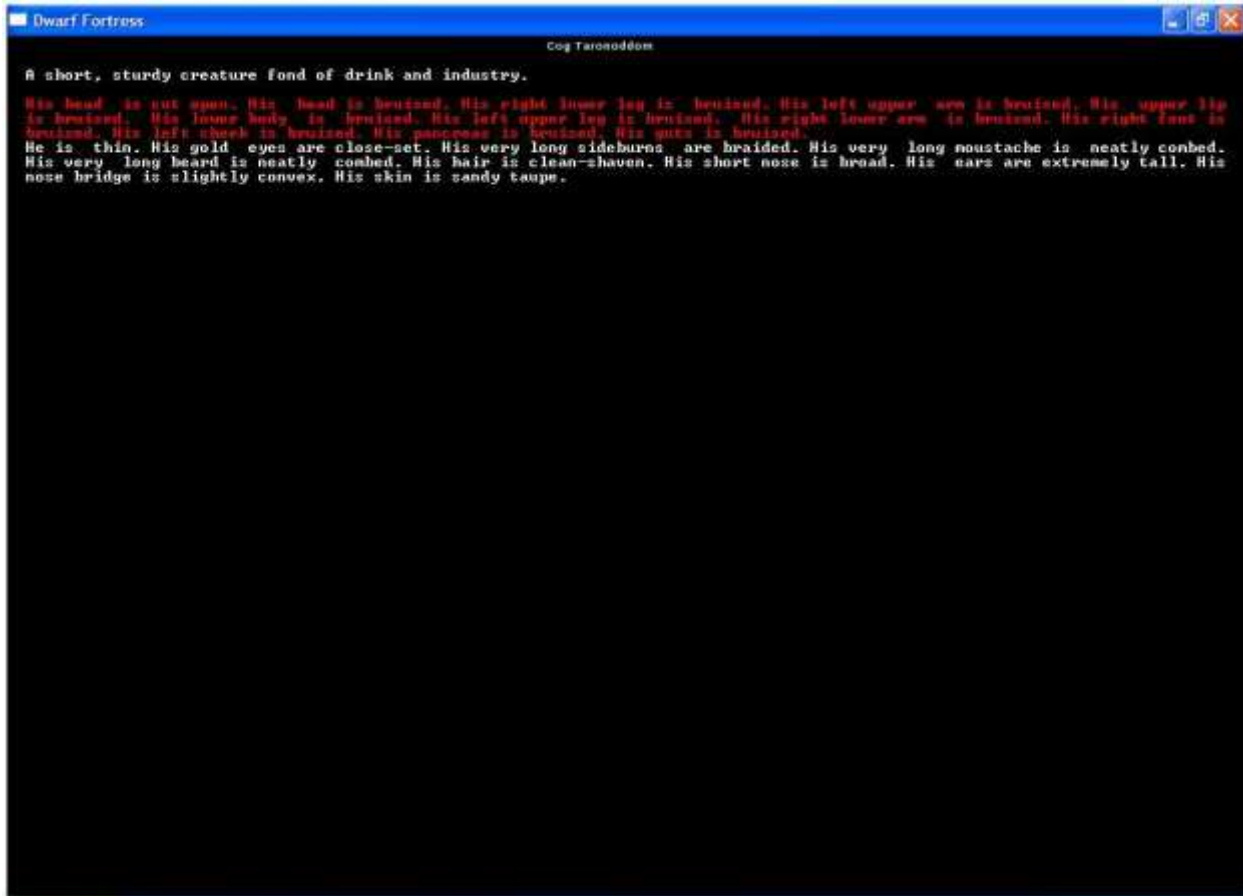 Dwarf Fortress
Cog Taronoddom
A short, sturdy creature fond of drink and industry.
His head is cut open. His head is bruised. His right lower leg is bruised. His left upper arm is bruised. His upper lip
is bruised. His lower body is bruised. His left upper leg is bruised. His right lower arm is bruised. His right foot is
bruised. His left cheek is bruised. His pancreas is bruised. His guts is bruised.
He is thin. His gold eyes are close-set. His very long sideburns are braided. His very long moustache is neatly combed.
His very long beard is neatly combed. His hair is clean-shaven. His short nose is broad. His ears are extremely tall. His
nose bridge is slightly convex. His skin is sandy taupe.